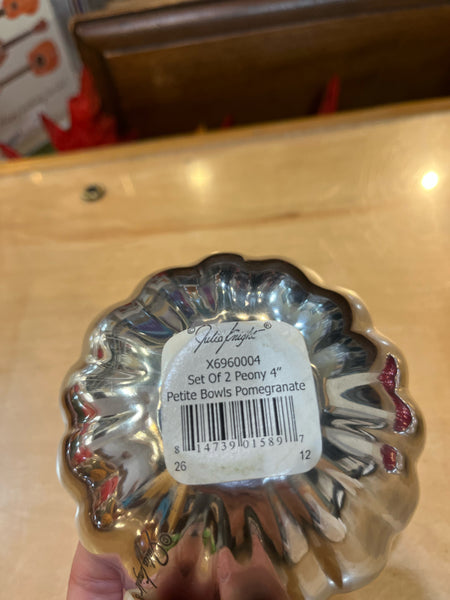 © Julia Knight ®
X6960004
Set Of 2 Peony 4"
Petite Bowls Pomegranate
8 14739 01589 7
26 12